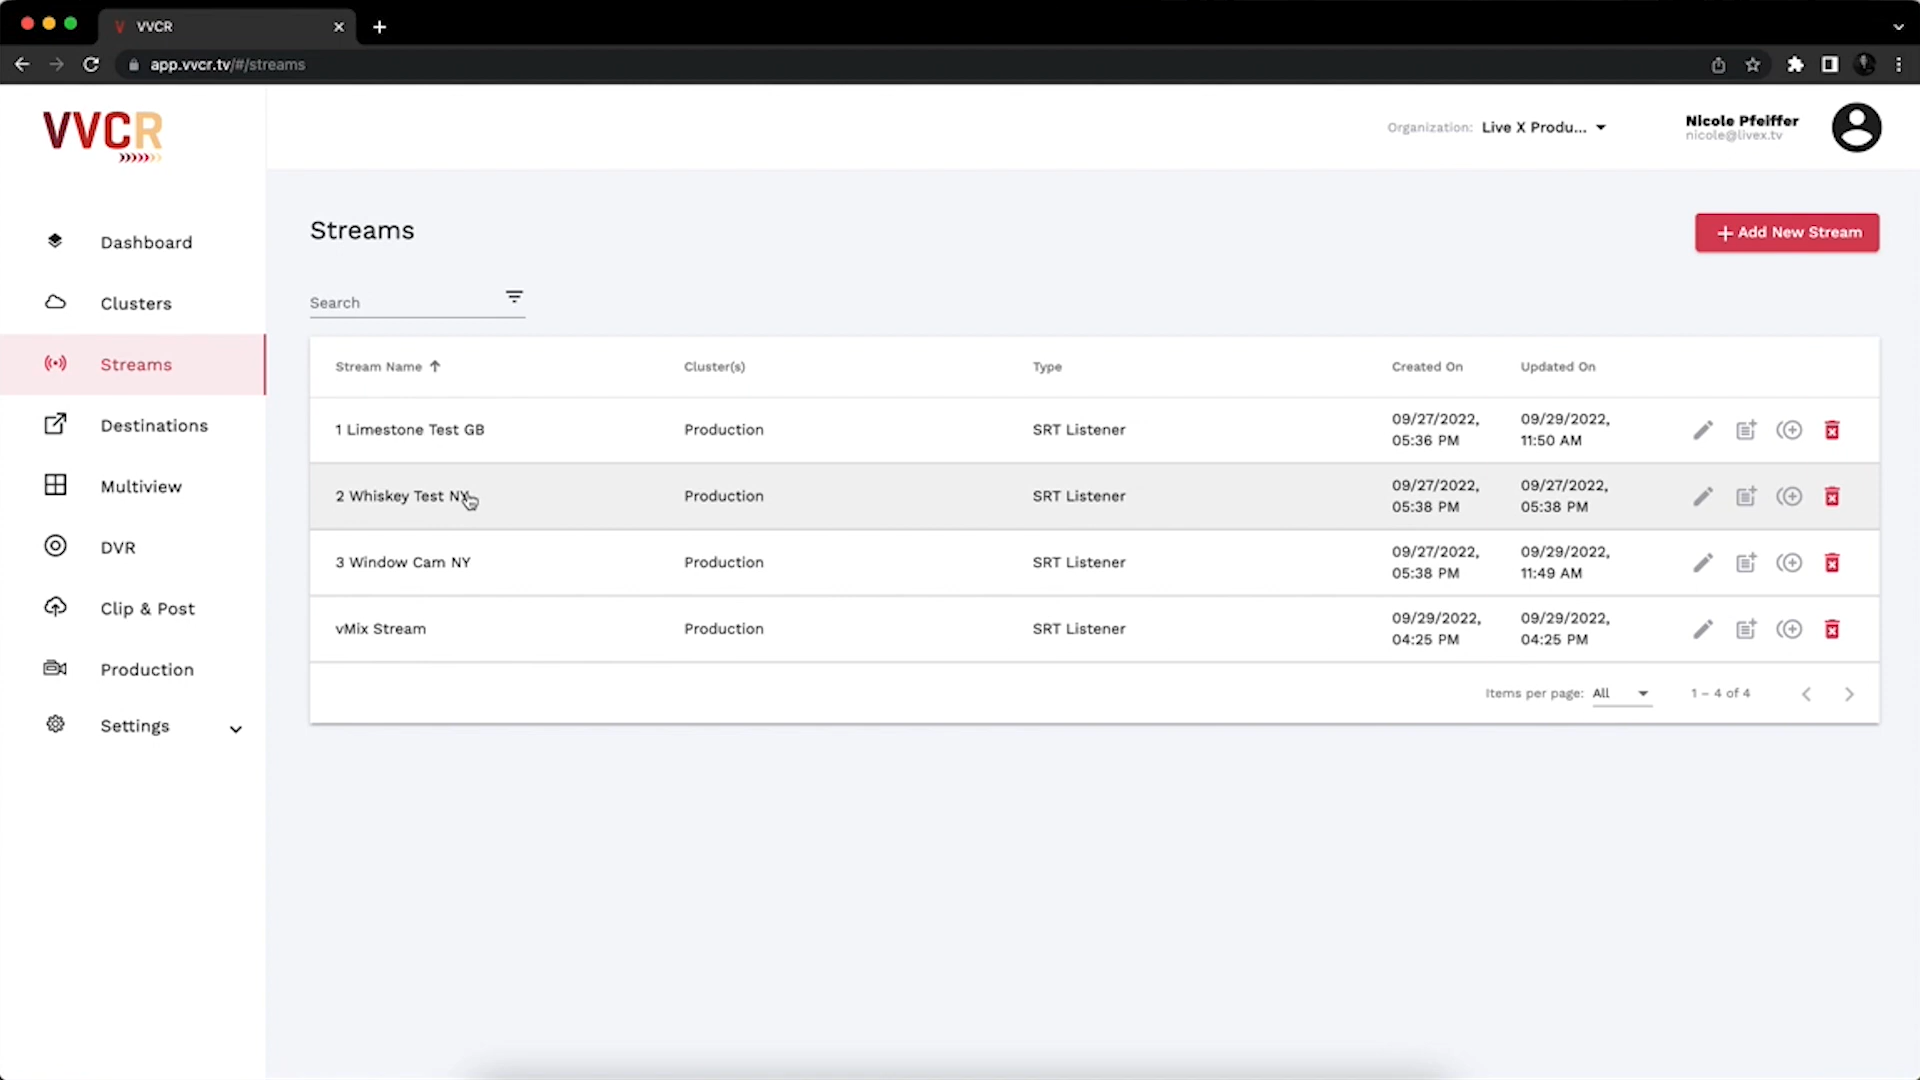 VVCR
app.vvcr.tv/#/streams
VVCR
Organization: Live X Produ...
Nicole Pfeiffer
nicole@livex.tv
Dashboard
Clusters
Streams
Destinations
Multiview
DVR
Clip & Post
Production
Settings
Streams
Add New Stream
Search
Stream Name Cluster(s) Type Created On Updated On
1 Limestone Test GB Production SRT Listener 09/27/2022, 05:36 PM 09/29/2022, 11:50 AM
2 Whiskey Test NY Production SRT Listener 09/27/2022, 05:38 PM 09/27/2022, 05:38 PM
3 Window Cam NY Production SRT Listener 09/27/2022, 05:38 PM 09/29/2022, 11:49 AM
vMix Stream Production SRT Listener 09/29/2022, 04:25 PM 09/29/2022, 04:25 PM
Items per page: All 1 – 4 of 4